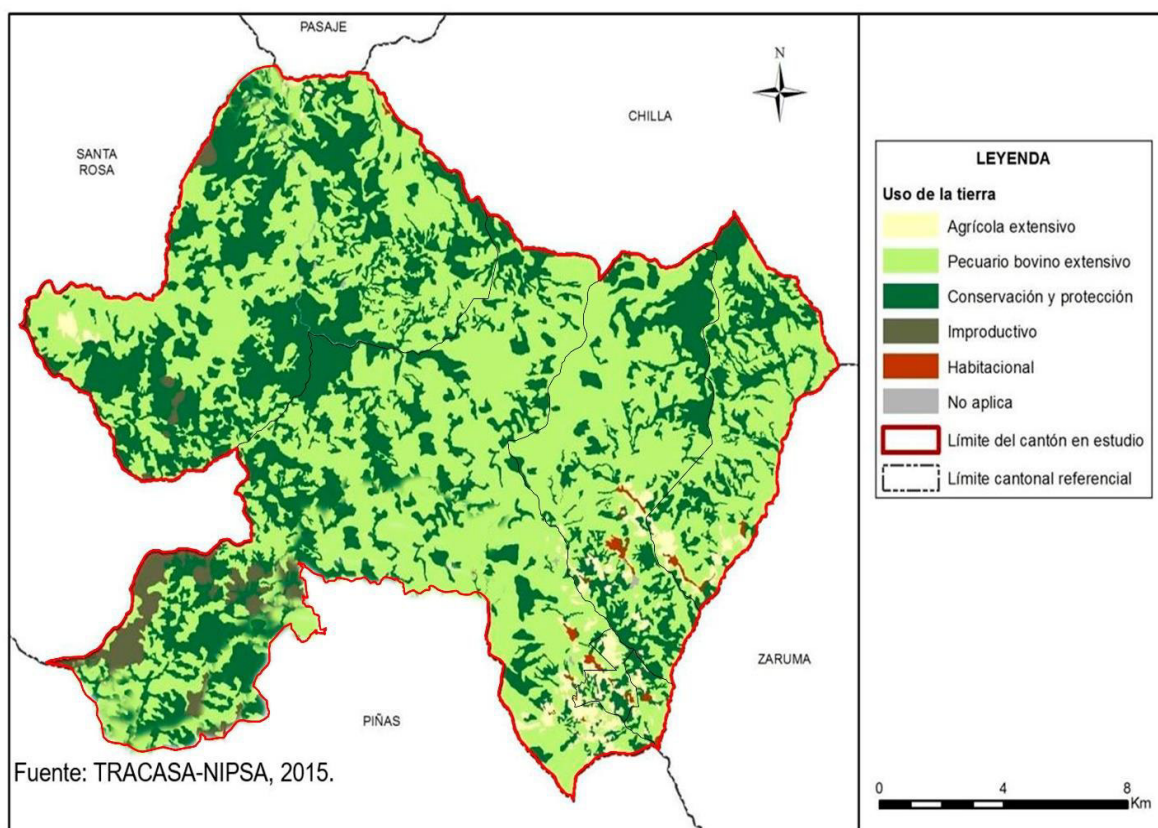 PASAJE
N
CHILLA
SANTA
ROSA
ZARUMA
PIÑAS
Fuente: TRACASA-NIPSA, 2015.
LEYENDA
Uso de la tierra
Agrícola extensivo
Pecuario bovino extensivo
Conservación y protección
Improductivo
Habitacional
No aplica
Límite del cantón en estudio
Límite cantonal referencial
0 4 8
Km